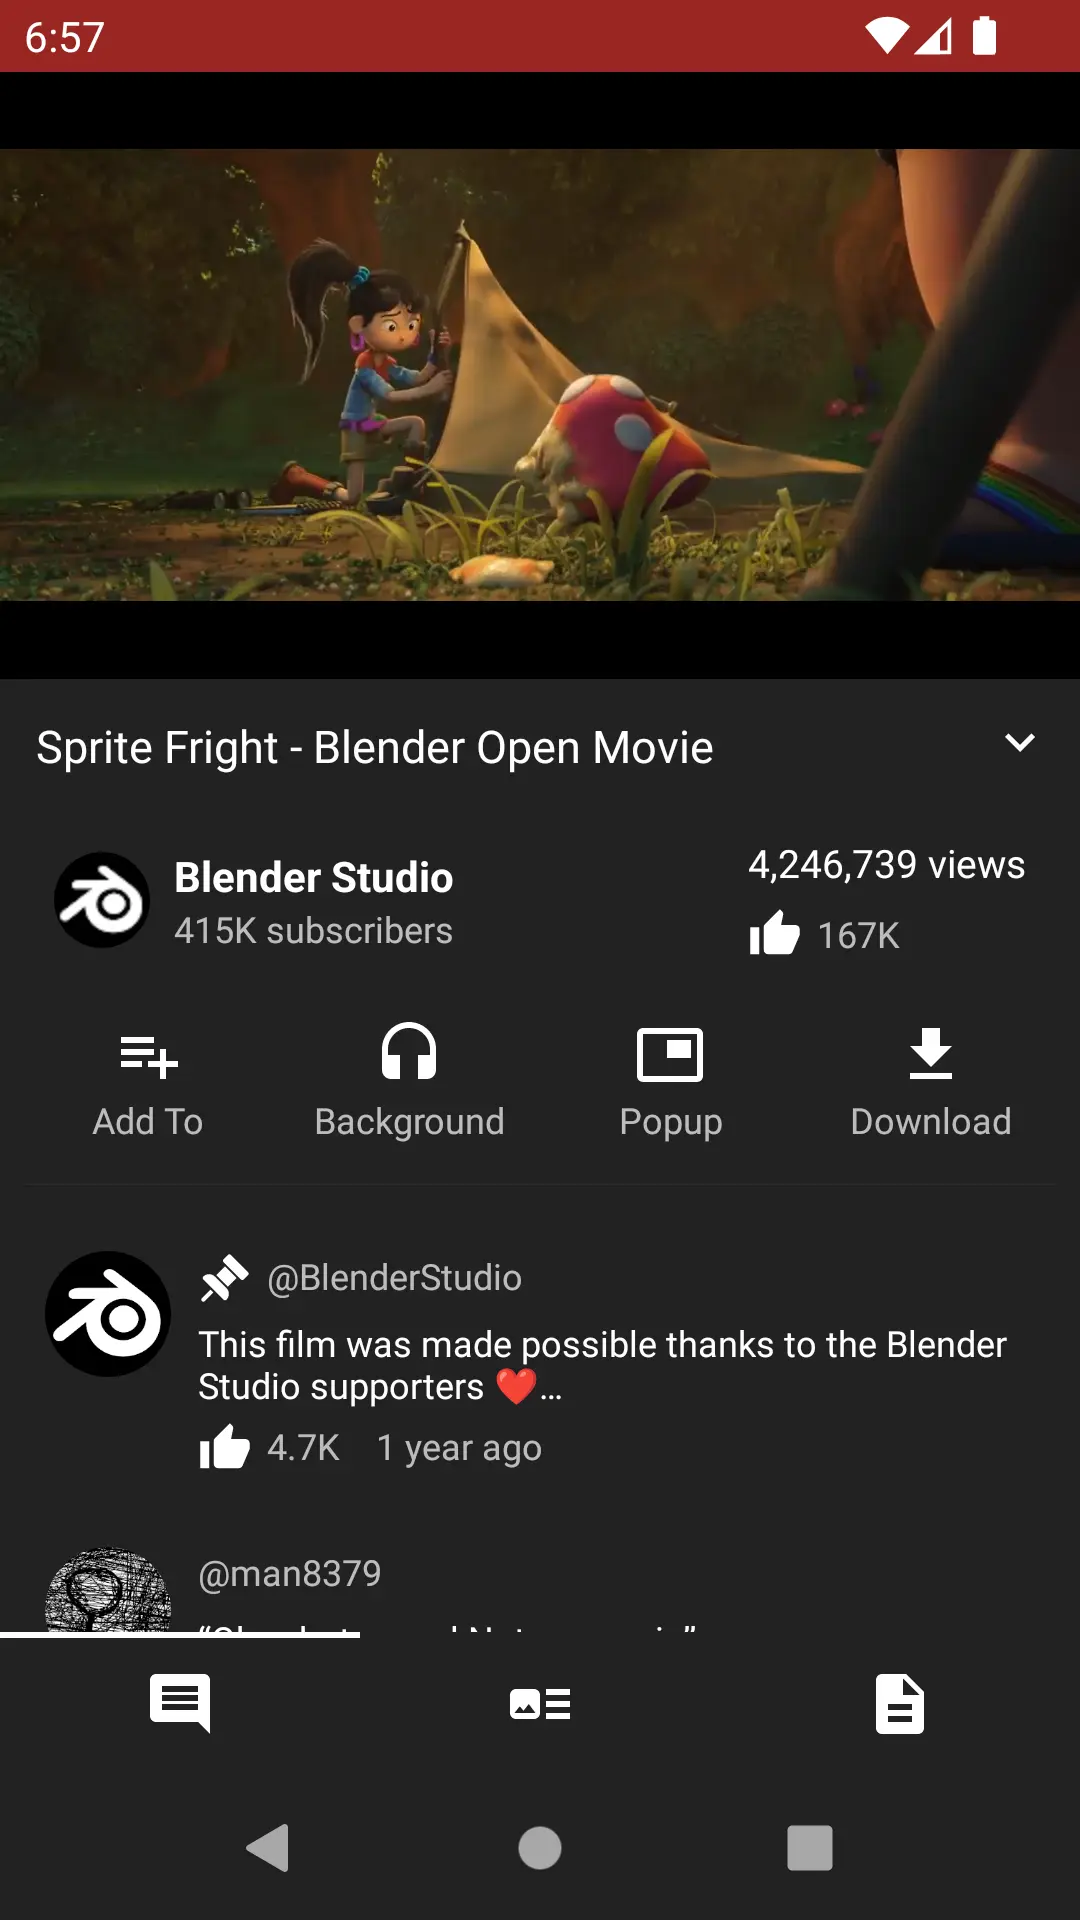 6:57
Sprite Fright - Blender Open Movie
Blender Studio
415K subscribers
4,246,739 views
167K
Add To
Background
Popup
Download
@BlenderStudio
This film was made possible thanks to the Blender
Studio supporters ❤️…
4.7K 1 year ago
@man8379